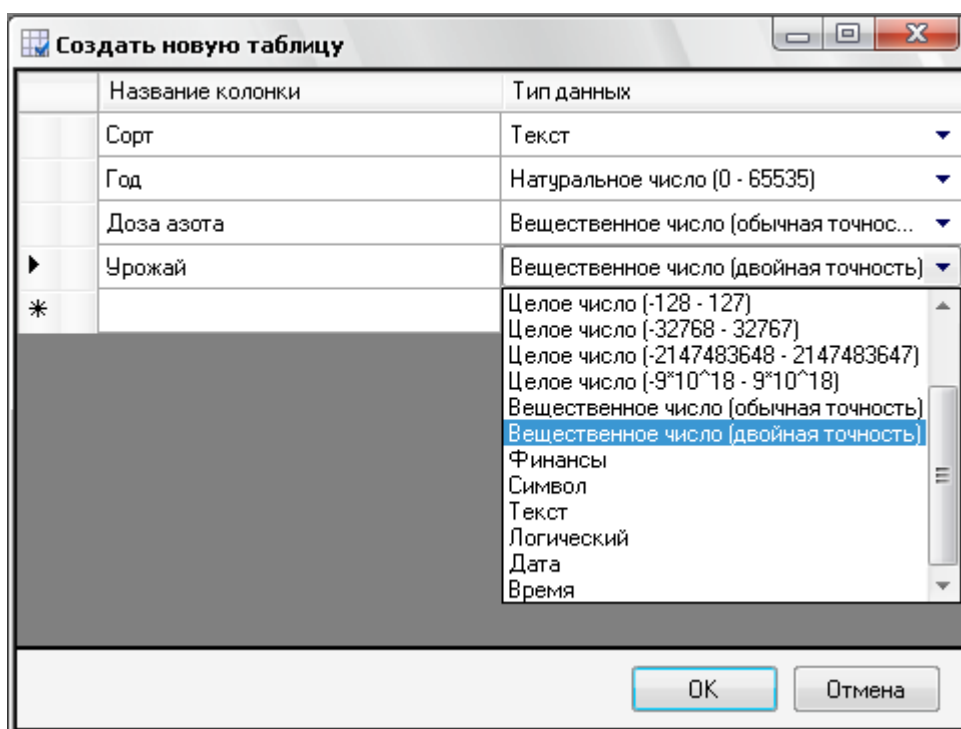 Создать новую таблицу
Название колонки Тип данных
Сорт Текст
Год Натуральное число (0 - 65535)
Доза азота Вещественное число (обычная точнос...
Урожай Вещественное число (двойная точность)
Целое число (-128 - 127)
Целое число (-32768 - 32767)
Целое число (-2147483648 - 2147483647)
Целое число (-9*10^18 - 9*10^18)
Вещественное число (обычная точность)
Вещественное число (двойная точность)
Финансы
Символ
Текст
Логический
Дата
Время
OK Отмена